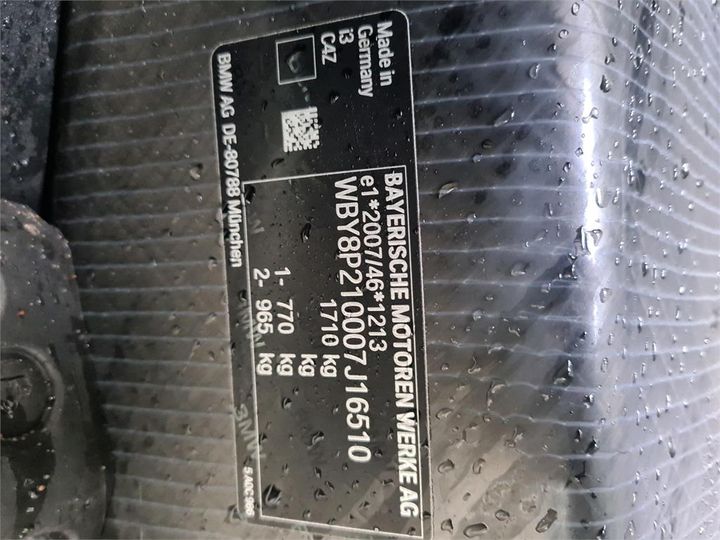 BAYERISCHE MOTOREN WERKE AG
e1*2007/46*1213
WBY8P210007J16510
1710 kg
1- 770 kg
2- 965 kg
Made in
Germany
13
C4Z
BMW AG DE-80788 München